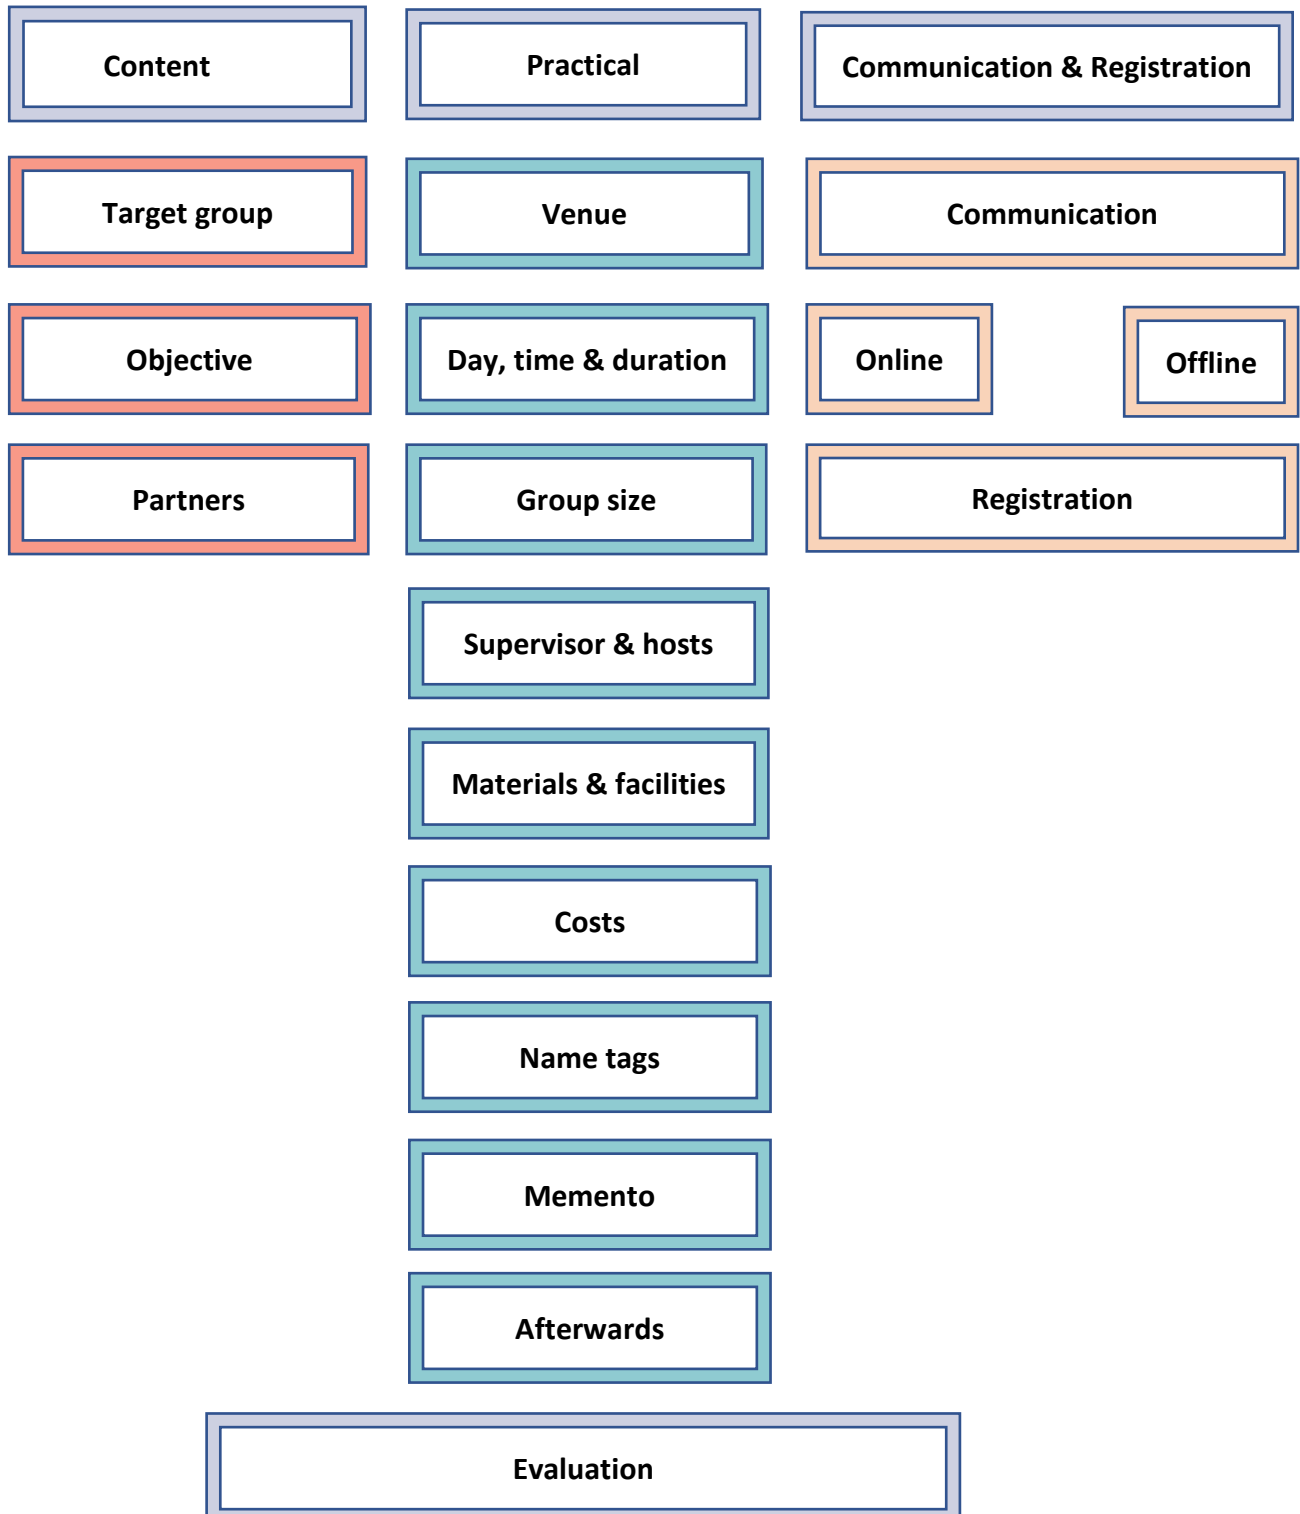 Content
Practical
Communication & Registration
Target group
Venue
Communication
Objective
Day, time & duration
Online
Offline
Partners
Group size
Registration
Supervisor & hosts
Materials & facilities
Costs
Name tags
Memento
Afterwards
Evaluation